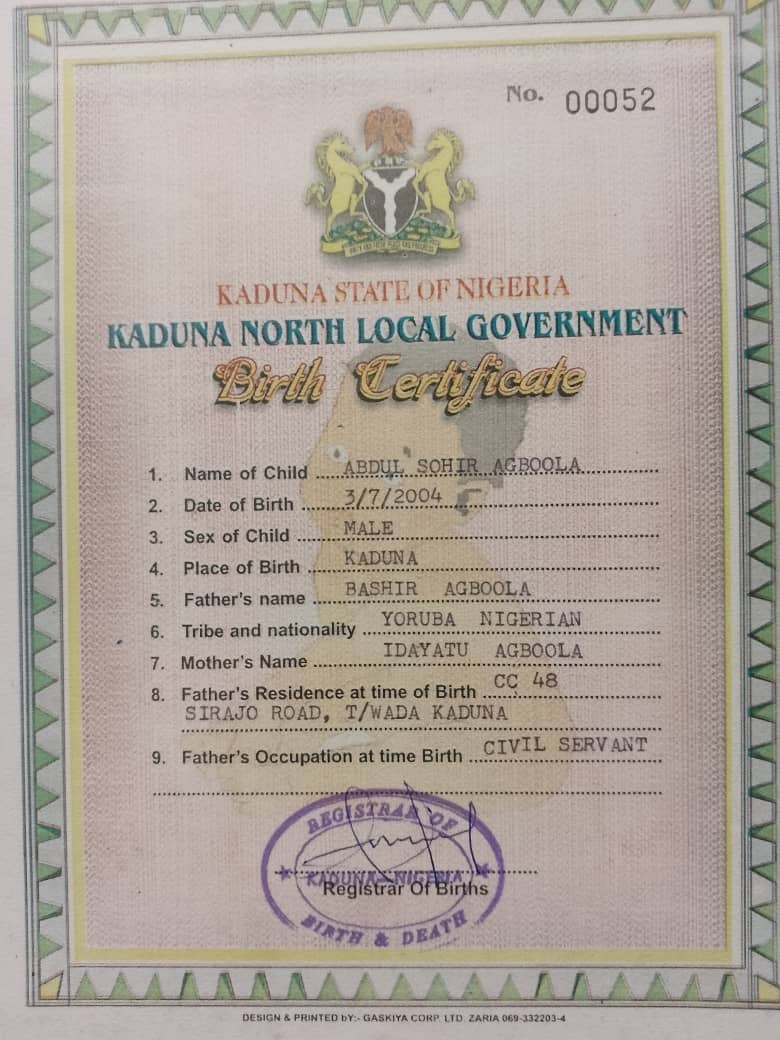 No. 00052
KADUNA STATE OF NIGERIA
KADUNA NORTH LOCAL GOVERNMENT
Birth Certificate
1. Name of Child ABDUL SOHIR AGBOOLA
2. Date of Birth 3/7/2004
3. Sex of Child MALE
4. Place of Birth KADUNA
5. Father's name BASHIR AGBOOLA
6. Tribe and nationality YORUBA NIGERIAN
7. Mother's Name IDAYATU AGBOOLA
8. Father's Residence at time of Birth CC 48
SIRAJO ROAD, T/WADA KADUNA
9. Father's Occupation at time Birth CIVIL SERVANT
REGISTRAR OF
KADUNA NIGERIA
Registrar Of Births
BIRTH & DEATH
DESIGN & PRINTED bY:- GASKIYA CORP. LTD. ZARIA 069-332203-4